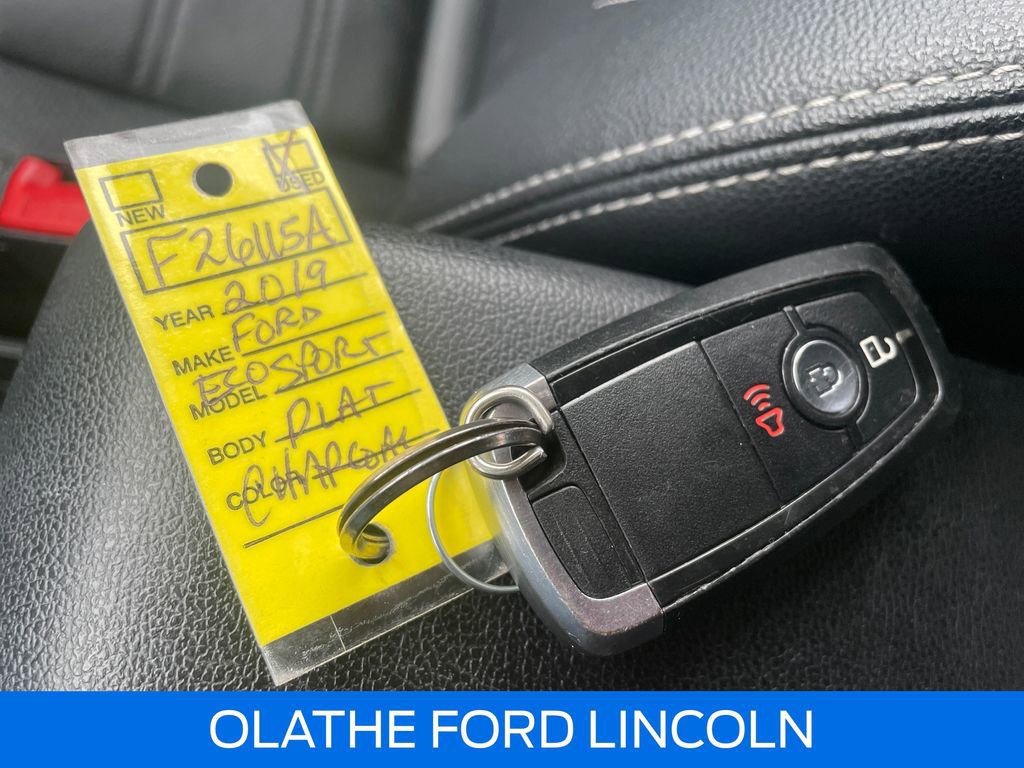 NEW
USED
F26115A
YEAR 2019
MAKE FORD
MODEL ECOSPORT
BODY PLAT
COLOR CHARCOAL
OLATHE FORD LINCOLN